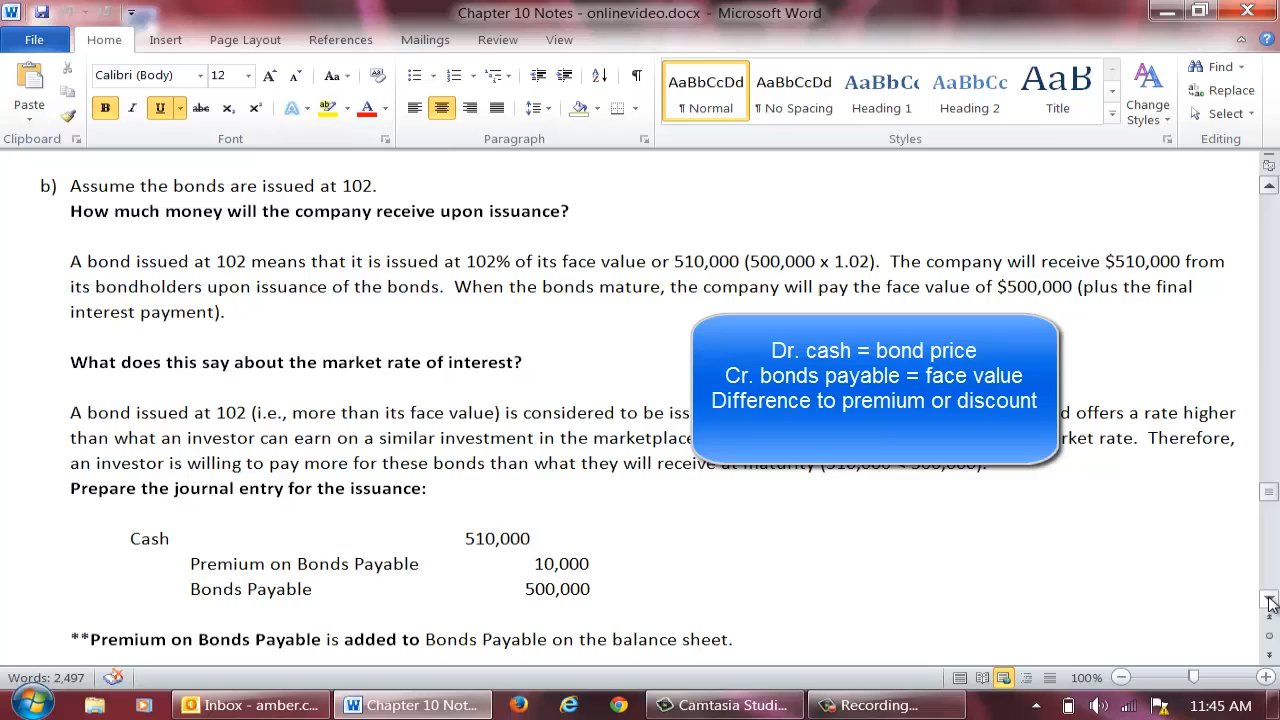 Chapter 10 Notes - onlinevideo.docx - Microsoft Word
File Home Insert Page Layout References Mailings Review View
Calibri (Body) 12
Paste
B I U abc X₂ X²
Aa
A
AaBbCcDd AaBbCcDd AaBbCc AaBbCc AaB
¶ Normal ¶ No Spacing Heading 1 Heading 2 Title
Change Styles
Find
Replace
Select
Clipboard Font Paragraph Styles Editing
b) Assume the bonds are issued at 102.
How much money will the company receive upon issuance?
A bond issued at 102 means that it is issued at 102% of its face value or 510,000 (500,000 x 1.02). The company will receive $510,000 from
its bondholders upon issuance of the bonds. When the bonds mature, the company will pay the face value of $500,000 (plus the final
interest payment).
What does this say about the market rate of interest?
Dr. cash = bond price
Cr. bonds payable = face value
Difference to premium or discount
A bond issued at 102 (i.e., more than its face value) is considered to be iss d offers a rate higher
than what an investor can earn on a similar investment in the marketplace rket rate. Therefore,
an investor is willing to pay more for these bonds than what they will receive at maturity
Prepare the journal entry for the issuance:
Cash 510,000
Premium on Bonds Payable 10,000
Bonds Payable 500,000
**Premium on Bonds Payable is added to Bonds Payable on the balance sheet.
Words: 2,497 100%
Inbox - amber.c... Chapter 10 Not... Camtasia Studi... Recording... 11:45 AM